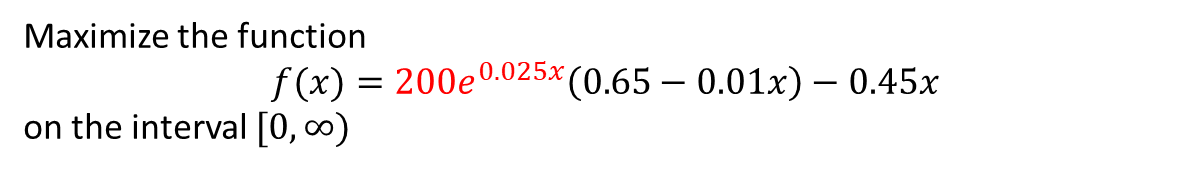 Maximize the function
f(x) = 200e^{0.025x}(0.65 − 0.01x) − 0.45x
on the interval [0, ∞)